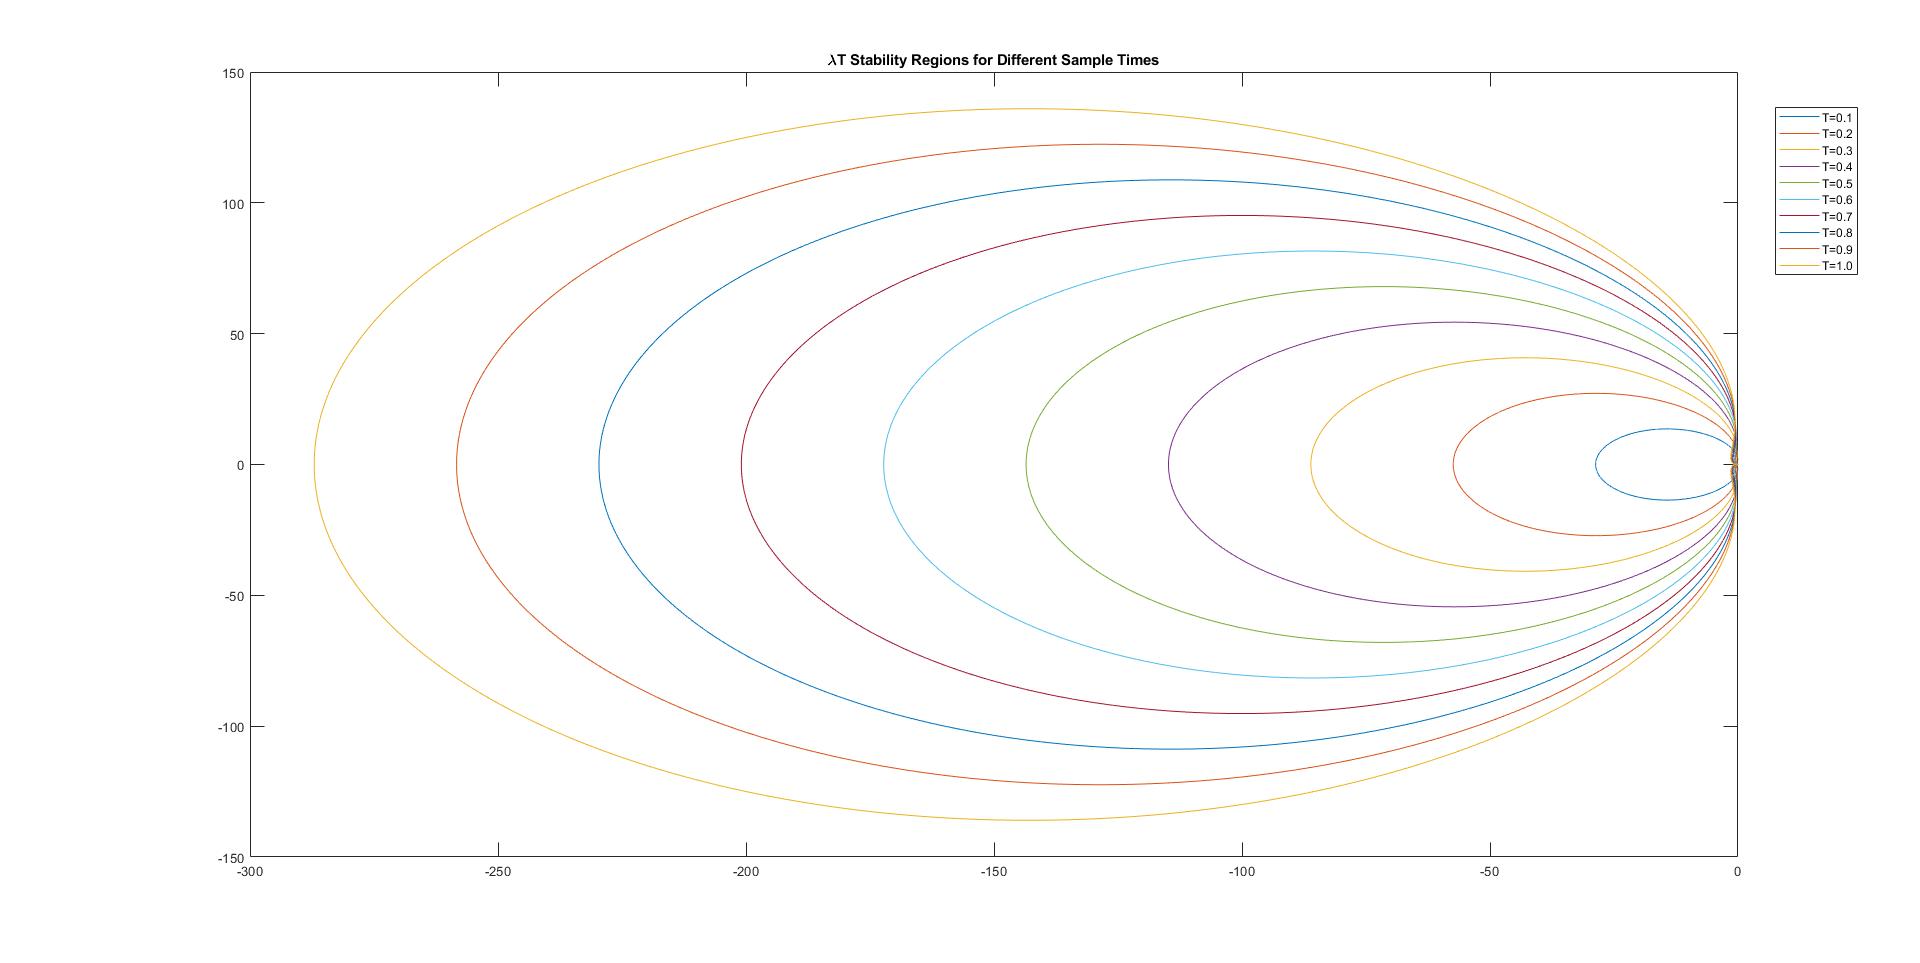 λT Stability Regions for Different Sample Times
150
100
50
0
-50
-100
-150
-300
-250
-200
-150
-100
-50
0
T=0.1
T=0.2
T=0.3
T=0.4
T=0.5
T=0.6
T=0.7
T=0.8
T=0.9
T=1.0